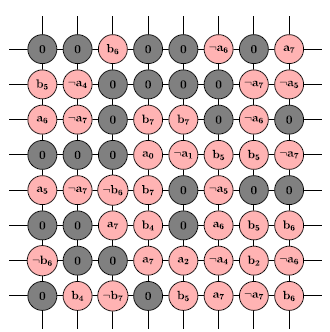 0 0 b₆ 0 0 ¬a₆ 0 a₇
b₅ ¬a₄ 0 0 0 0 ¬a₇ ¬a₅
a₆ ¬a₇ 0 b₇ b₇ 0 ¬a₆ 0
0 0 0 a₀ ¬a₁ b₅ b₅ ¬a₇
a₅ ¬a₇ ¬b₆ b₇ 0 ¬a₅ 0 0
0 0 a₇ b₄ 0 a₆ b₅ b₆
¬b₆ 0 0 a₇ a₂ ¬a₄ b₂ ¬a₆
0 b₄ ¬b₇ 0 b₅ a₇ ¬a₇ b₆